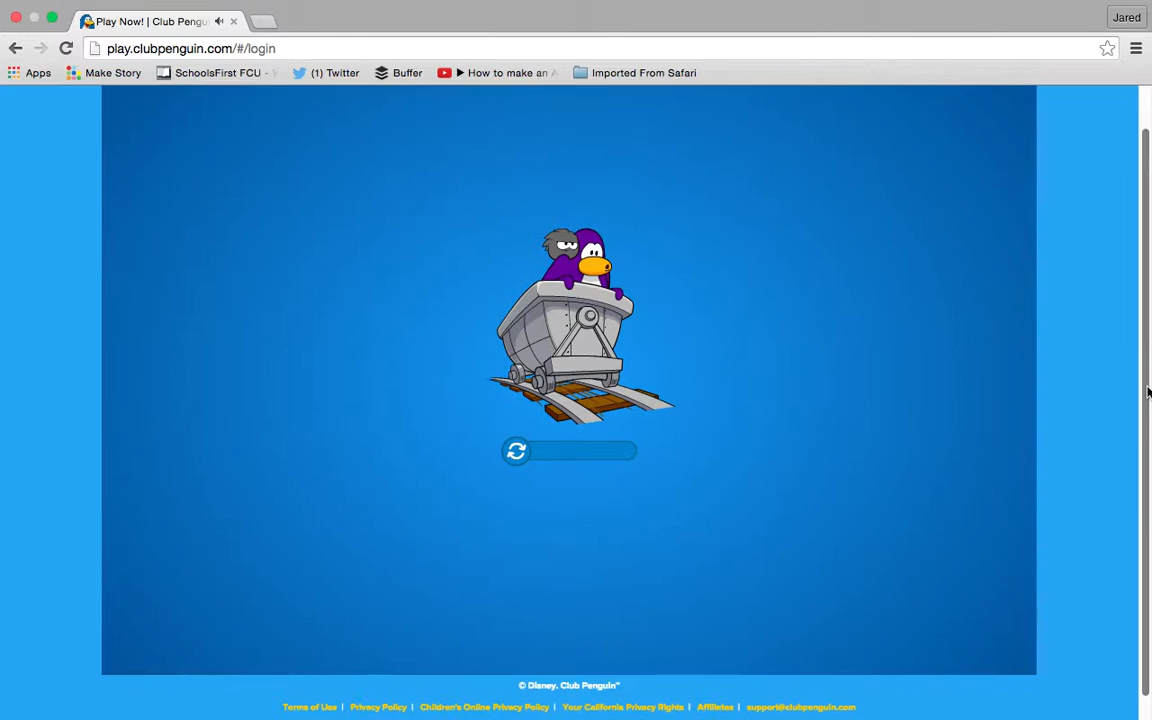 Play Now! | Club Pengu
Jared
play.clubpenguin.com/#/login
Apps Make Story SchoolsFirst FCU - (1) Twitter Buffer ▶ How to make an Imported From Safari
© Disney. Club Penguin™
Terms of Use | Privacy Policy | Children's Online Privacy Policy | Your California Privacy Rights | Affiliates | support@clubpenguin.com